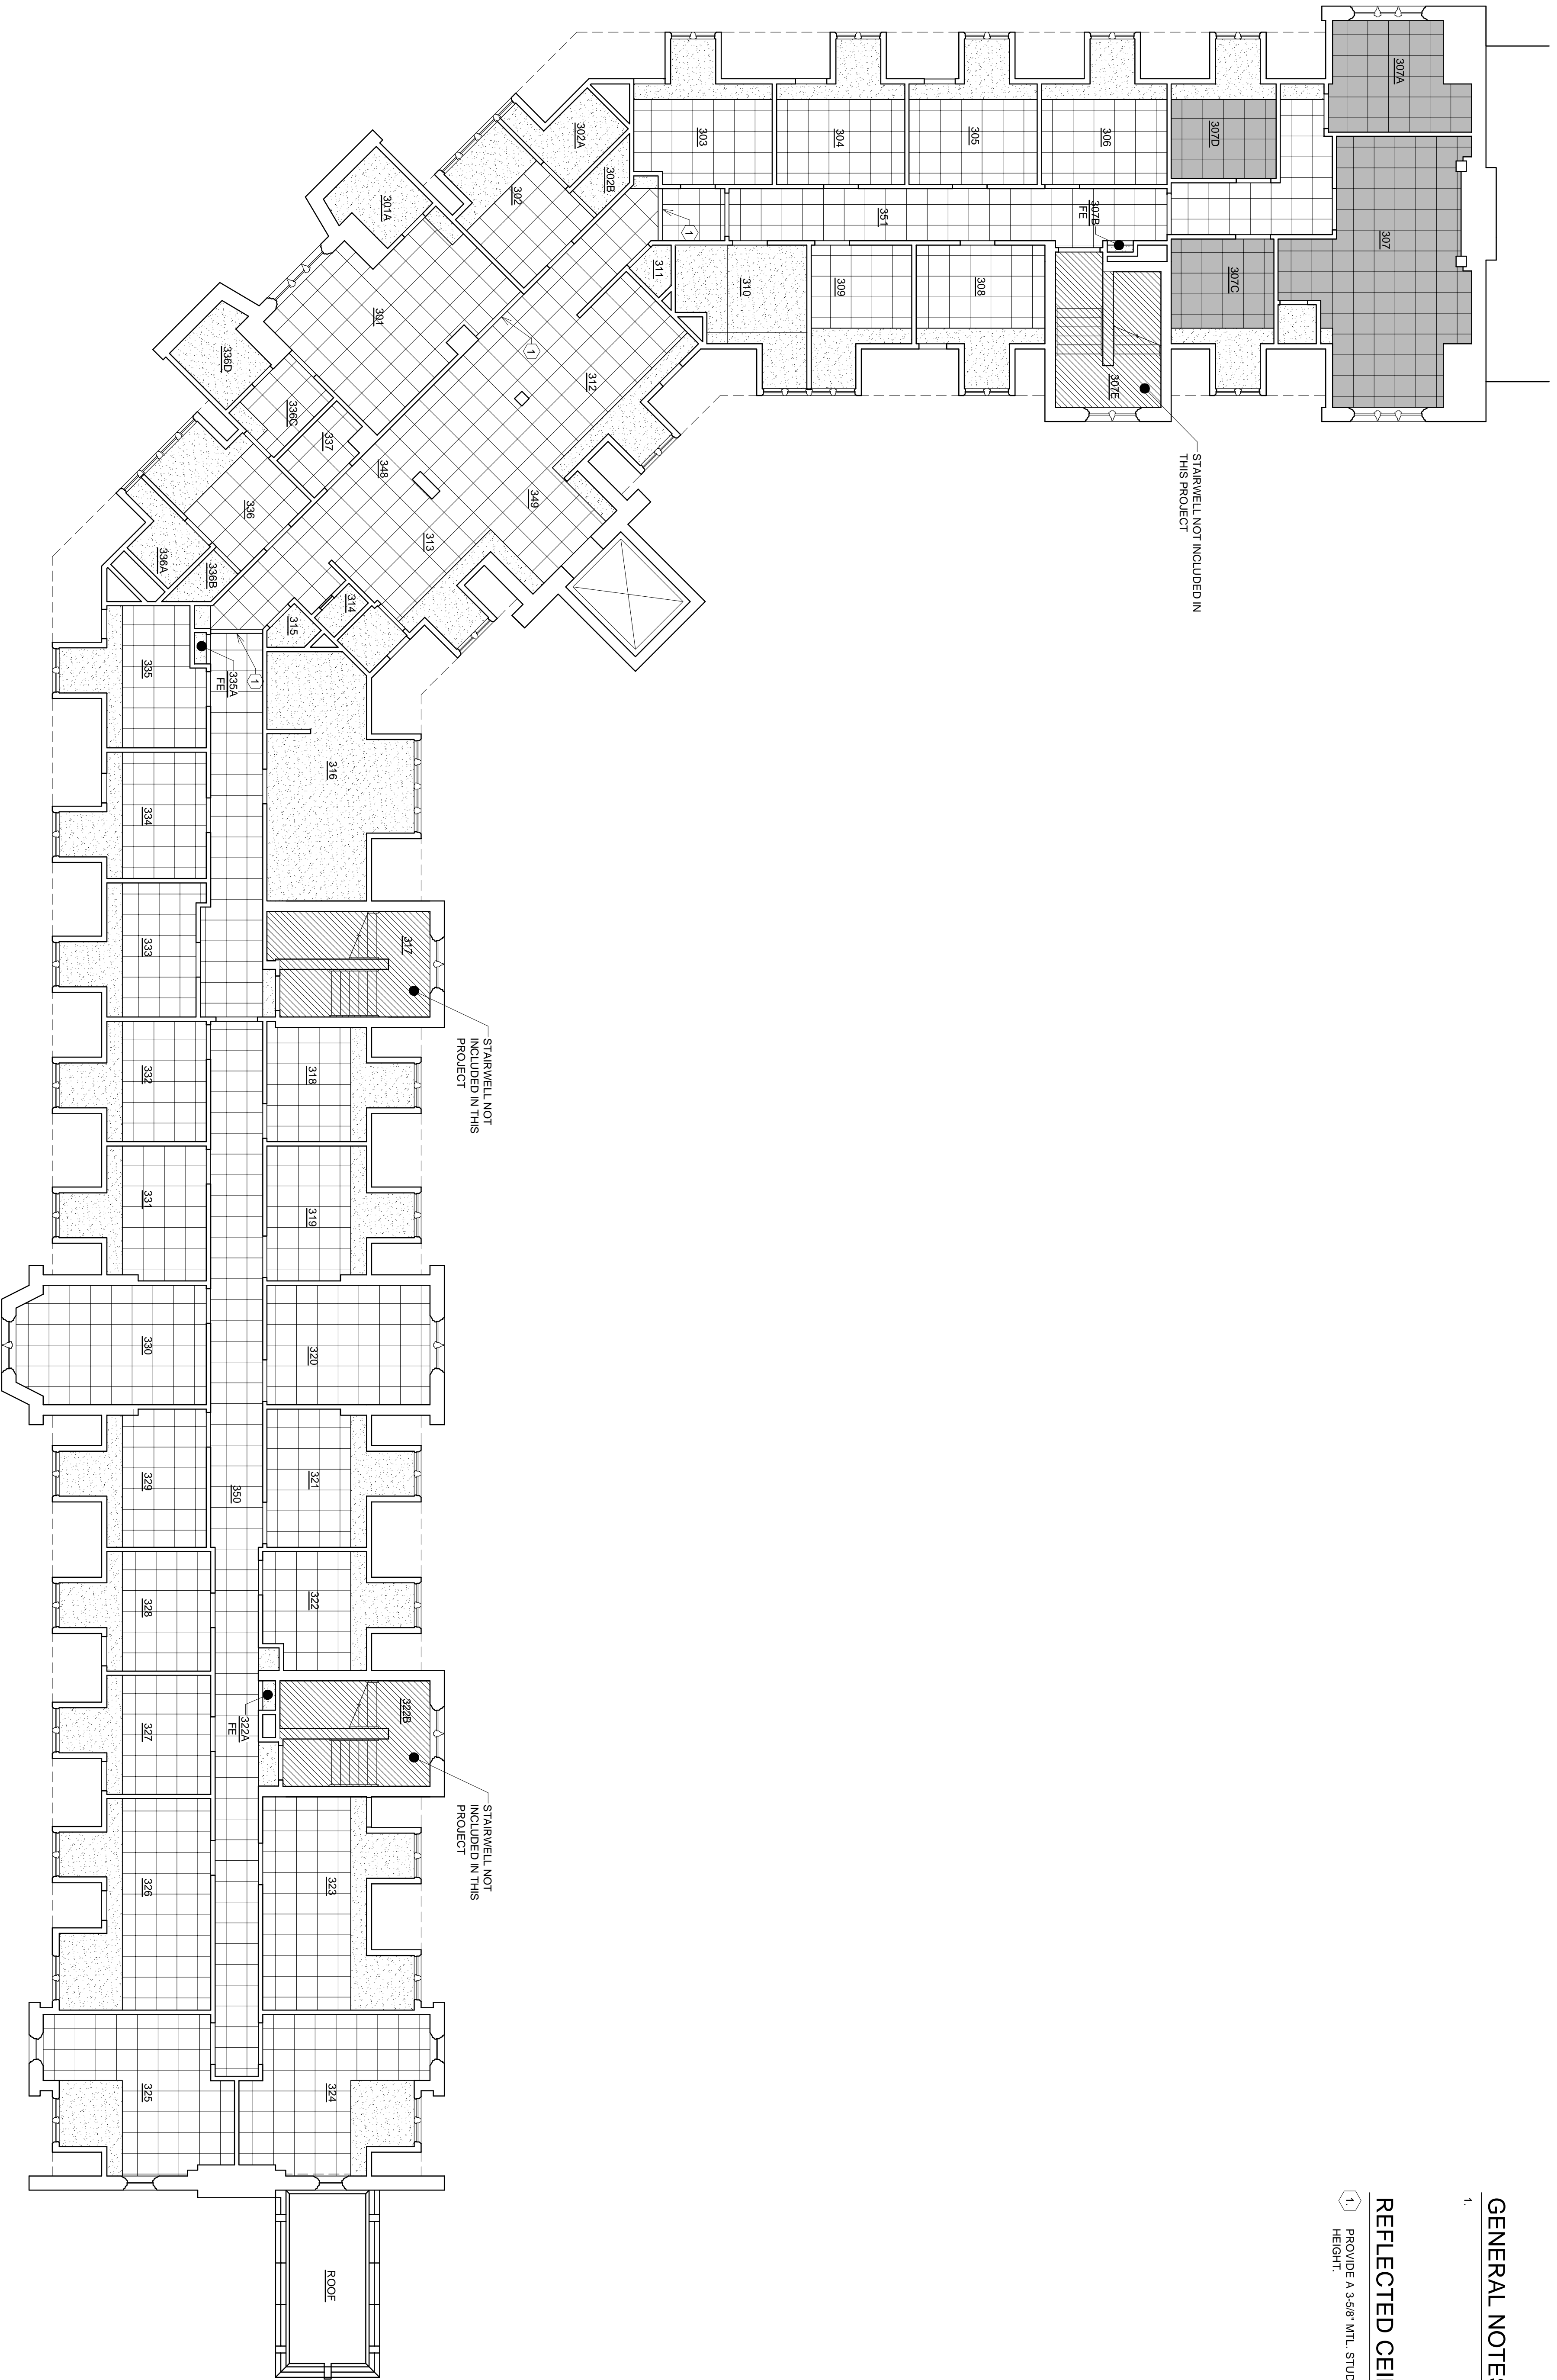 GENERAL NOTES
1.
REFLECTED CEI
1. PROVIDE A 3-5/8" MTL. STUD
HEIGHT.
307A
307
307D
307C
307B
FE
307E
STAIRWELL NOT INCLUDED IN
THIS PROJECT
306
305
304
303
351
308
309
310
311
1
302A
302B
302
301A
301
1
312
336D
336C
337
348
349
313
336
336A
336B
314
315
335
335A
FE
1
316
334
333
317
STAIRWELL NOT
INCLUDED IN THIS
PROJECT
332
318
331
319
330
320
329
350
321
328
322
327
322A
FE
322B
STAIRWELL NOT
INCLUDED IN THIS
PROJECT
326
323
325
324
ROOF